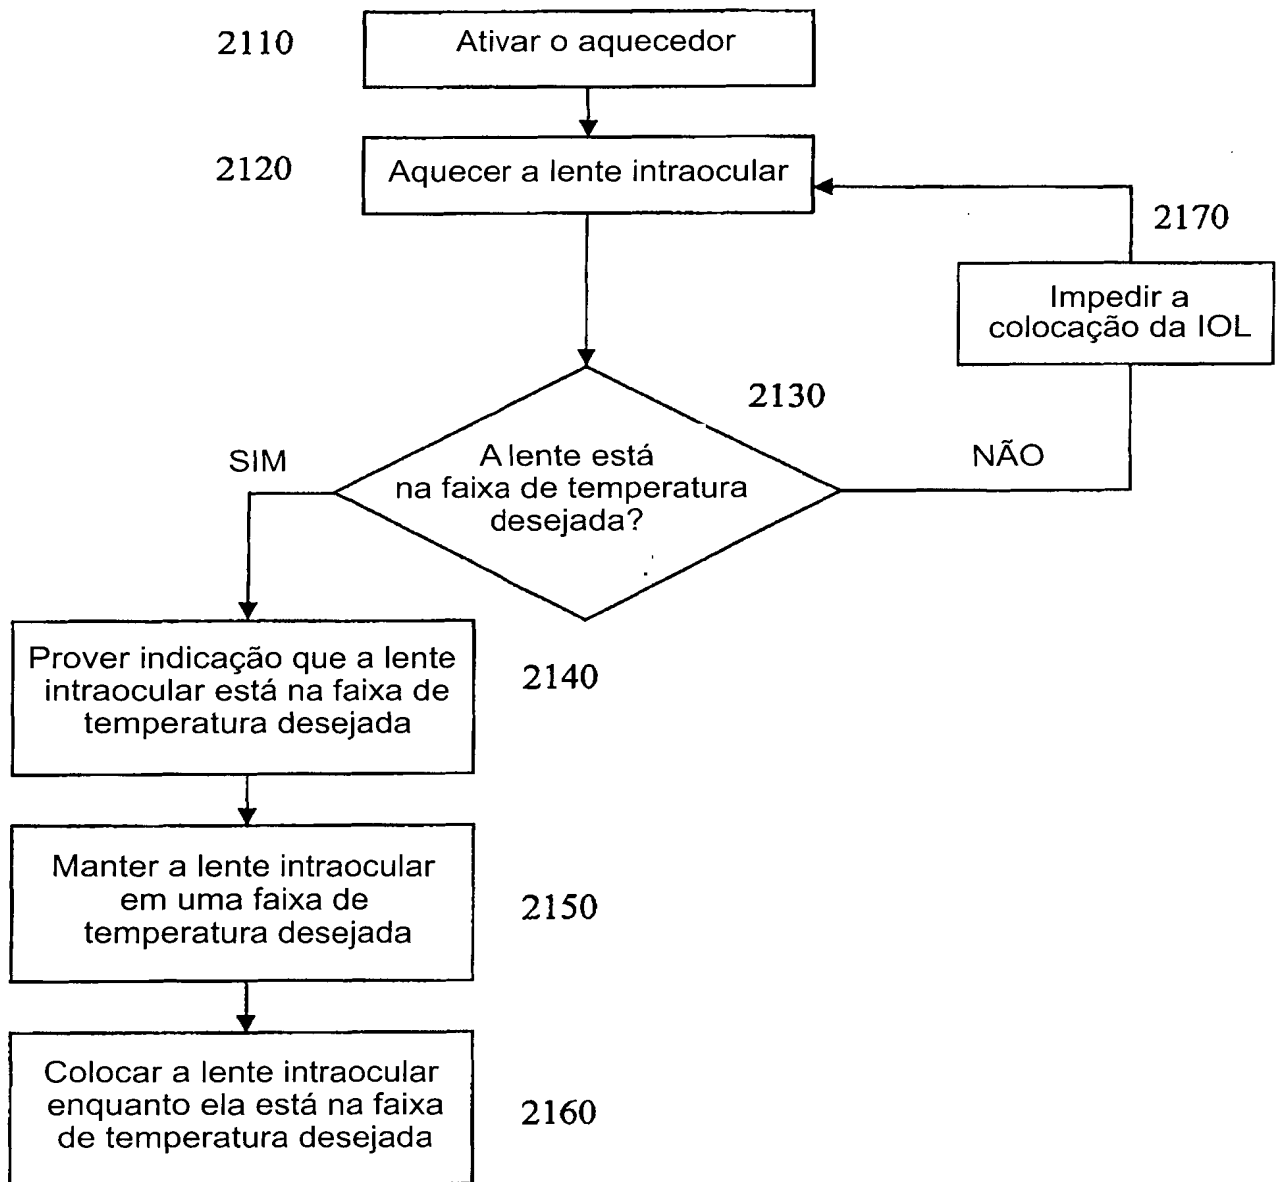 2110
Ativar o aquecedor
2120
Aquecer a lente intraocular
2170
Impedir a
colocação da IOL
2130
SIM
NÃO
A lente está
na faixa de temperatura
desejada?
Prover indicação que a lente
intraocular está na faixa de
temperatura desejada
2140
Manter a lente intraocular
em uma faixa de
temperatura desejada
2150
Colocar a lente intraocular
enquanto ela está na faixa
de temperatura desejada
2160